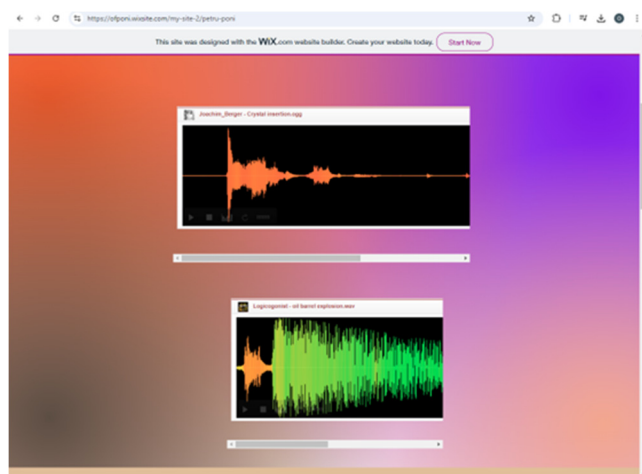 https://ofponi.wixsite.com/my-site-2/petru-poni
This site was designed with the WiX.com website builder. Create your website today. Start Now
Joachim_Berger - Crystal insertion.ogg
Logicogonist - oil barrel explosion.wav